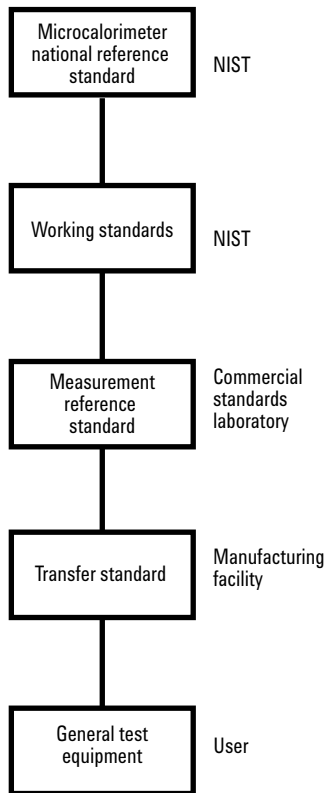 Microcalorimeter
national reference
standard
NIST
Working standards
NIST
Measurement
reference
standard
Commercial
standards
laboratory
Transfer standard
Manufacturing
facility
General test
equipment
User